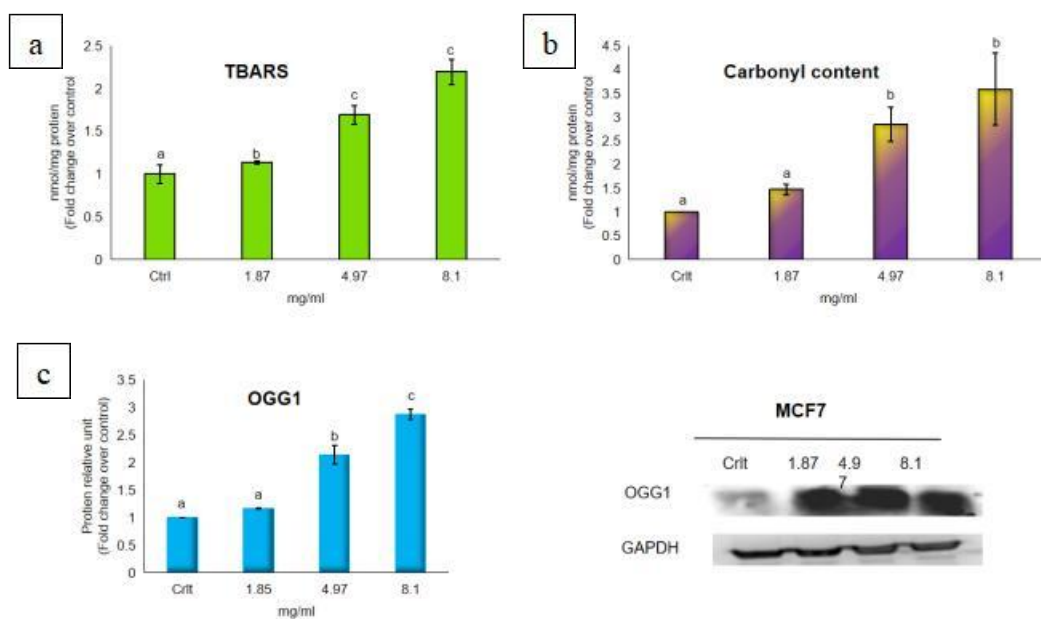 a
TBARS
nmol/mg protien
(Fold change over control)
2.5
2
1.5
1
0.5
0
a
b
c
c
Ctrl 1.87 4.97 8.1
mg/ml
b
Carbonyl content
nmol/mg protein
(Fold change over control)
4.5
4
3.5
3
2.5
2
1.5
1
0.5
0
a
a
b
b
Crlt 1.87 4.97 8.1
mg/ml
c
OGG1
Protien relative unit
(Fold change over control)
3.5
3
2.5
2
1.5
1
0.5
0
a
a
b
c
Crlt 1.85 4.97 8.1
mg/ml
MCF7
Crlt 1.87 4.9 8.1
7
OGG1
GAPDH